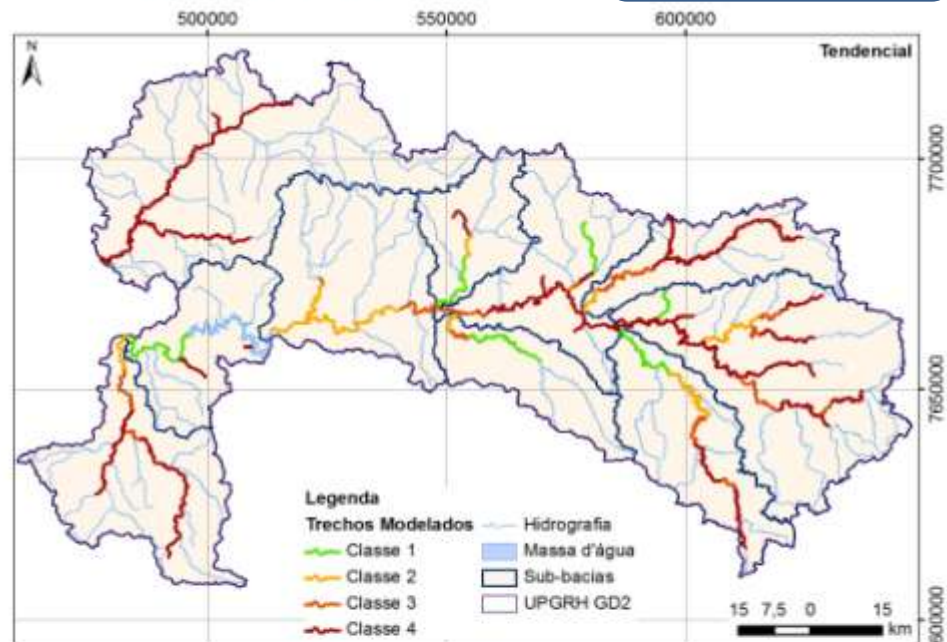 500000 550000 600000
N
Tendencial
7700000
7650000
Legenda
Trechos Modelados
Classe 1
Classe 2
Classe 3
Classe 4
Hidrografia
Massa d'água
Sub-bacias
UPGRH GD2
15 7,5 0 15
km